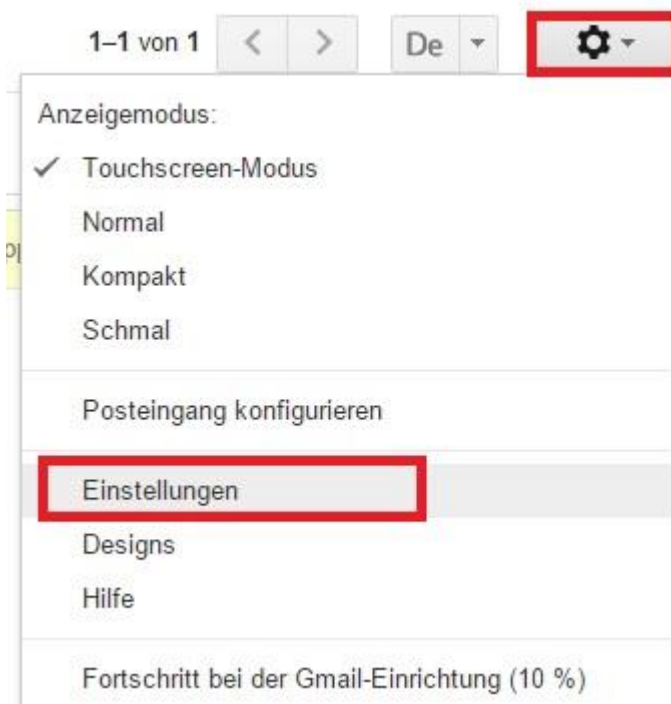 1–1 von 1 De
Anzeigemodus:
Touchscreen-Modus
Normal
Kompakt
Schmal
Posteingang konfigurieren
Einstellungen
Designs
Hilfe
Fortschritt bei der Gmail-Einrichtung (10 %)